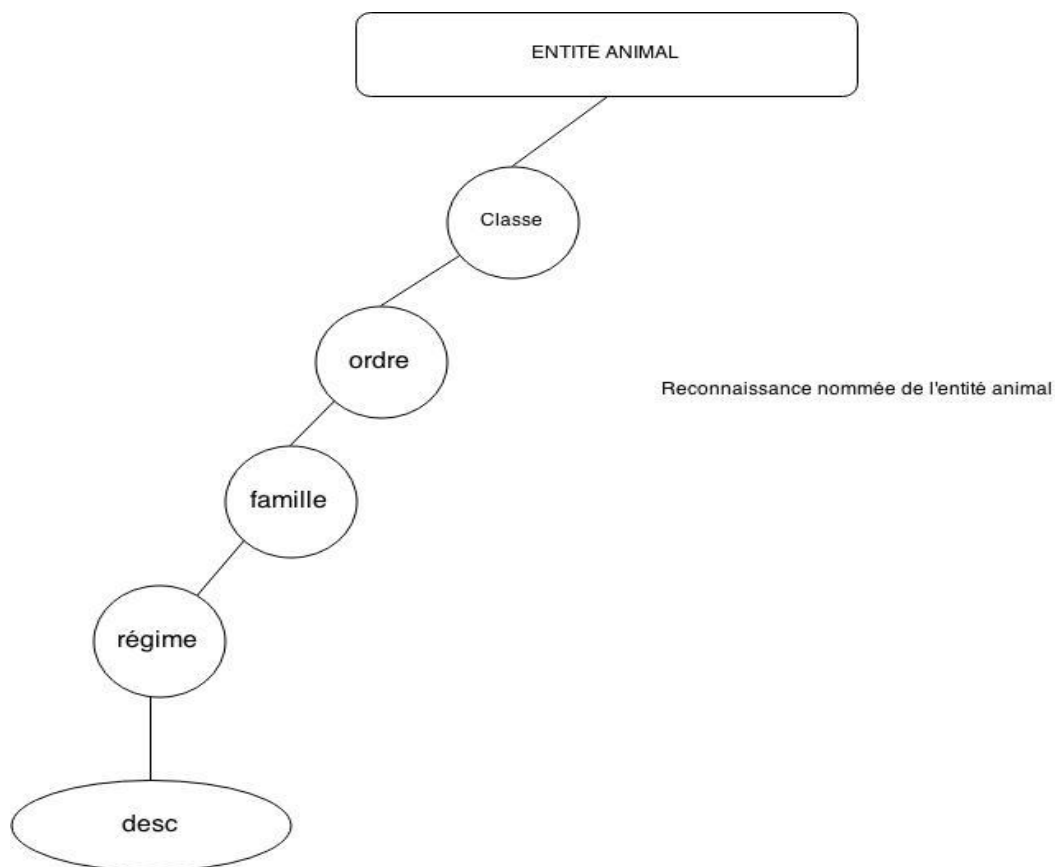 ENTITE ANIMAL
Classe
ordre
Reconnaissance nommée de l'entité animal
famille
régime
desc